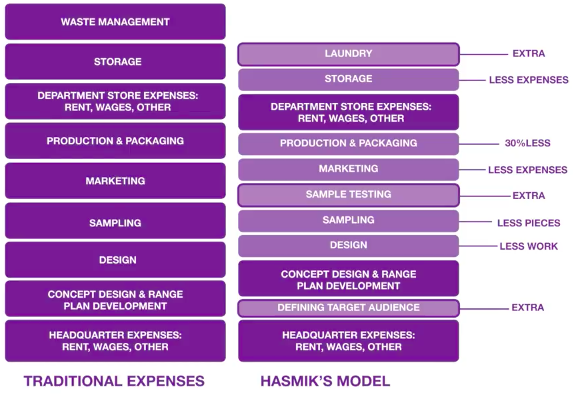 WASTE MANAGEMENT
STORAGE
DEPARTMENT STORE EXPENSES:
RENT, WAGES, OTHER
PRODUCTION & PACKAGING
MARKETING
SAMPLING
DESIGN
CONCEPT DESIGN & RANGE
PLAN DEVELOPMENT
HEADQUARTER EXPENSES:
RENT, WAGES, OTHER
TRADITIONAL EXPENSES
LAUNDRY
EXTRA
STORAGE
LESS EXPENSES
DEPARTMENT STORE EXPENSES:
RENT, WAGES, OTHER
PRODUCTION & PACKAGING
30%LESS
MARKETING
LESS EXPENSES
SAMPLE TESTING
EXTRA
SAMPLING
LESS PIECES
DESIGN
LESS WORK
CONCEPT DESIGN & RANGE
PLAN DEVELOPMENT
DEFINING TARGET AUDIENCE
EXTRA
HEADQUARTER EXPENSES:
RENT, WAGES, OTHER
HASMIK'S MODEL